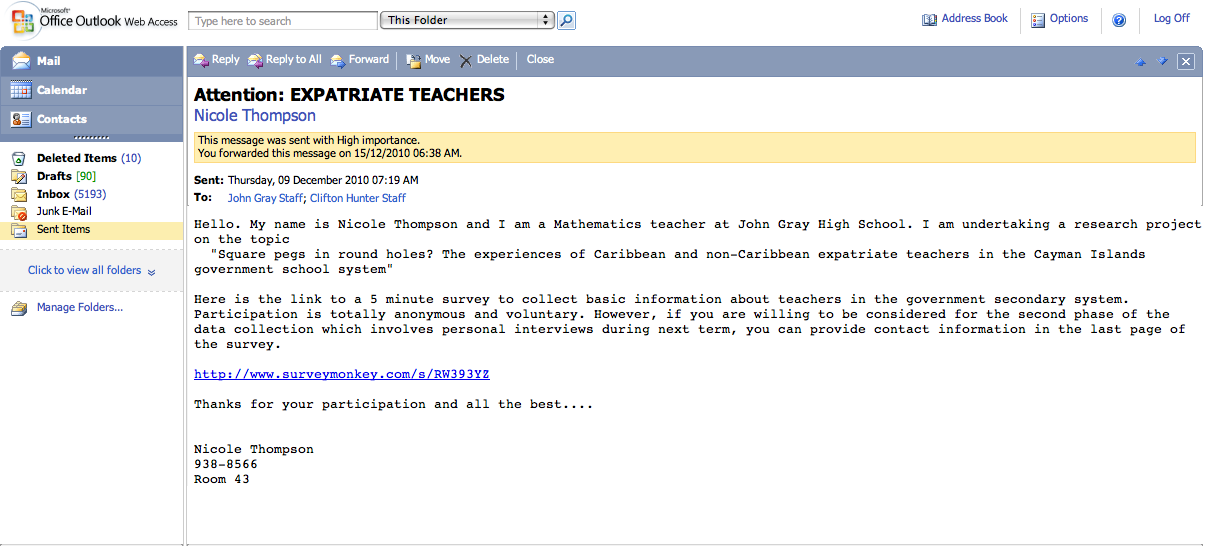 Microsoft®
Office Outlook Web Access
Type here to search
This Folder
Address Book
Options
Log Off
Mail
Calendar
Contacts
Deleted Items (10)
Drafts [90]
Inbox (5193)
Junk E-Mail
Sent Items
Click to view all folders
Manage Folders...
Reply
Reply to All
Forward
Move
Delete
Close
Attention: EXPATRIATE TEACHERS
Nicole Thompson
This message was sent with High importance.
You forwarded this message on 15/12/2010 06:38 AM.
Sent: Thursday, 09 December 2010 07:19 AM
To: John Gray Staff; Clifton Hunter Staff
Hello. My name is Nicole Thompson and I am a Mathematics teacher at John Gray High School. I am undertaking a research project
on the topic
"Square pegs in round holes? The experiences of Caribbean and non-Caribbean expatriate teachers in the Cayman Islands
government school system"
Here is the link to a 5 minute survey to collect basic information about teachers in the government secondary system.
Participation is totally anonymous and voluntary. However, if you are willing to be considered for the second phase of the
data collection which involves personal interviews during next term, you can provide contact information in the last page of
the survey.
http://www.surveymonkey.com/s/RW393YZ
Thanks for your participation and all the best....
Nicole Thompson
938-8566
Room 43